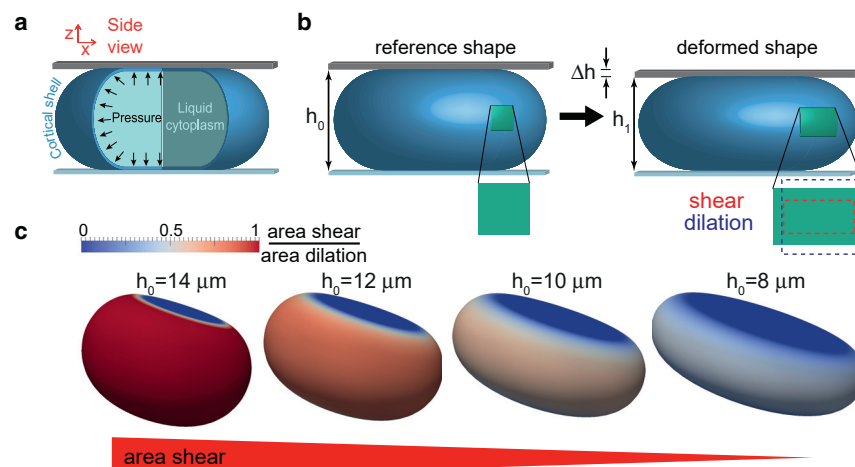 a
z
x
Side
view
Cortical shell
Pressure
Liquid
cytoplasm
b
reference shape
h0
Δh
deformed shape
h1
shear
dilation
c
0 0.5 1
area shear
area dilation
h0=14 μm h0=12 μm h0=10 μm h0=8 μm
area shear